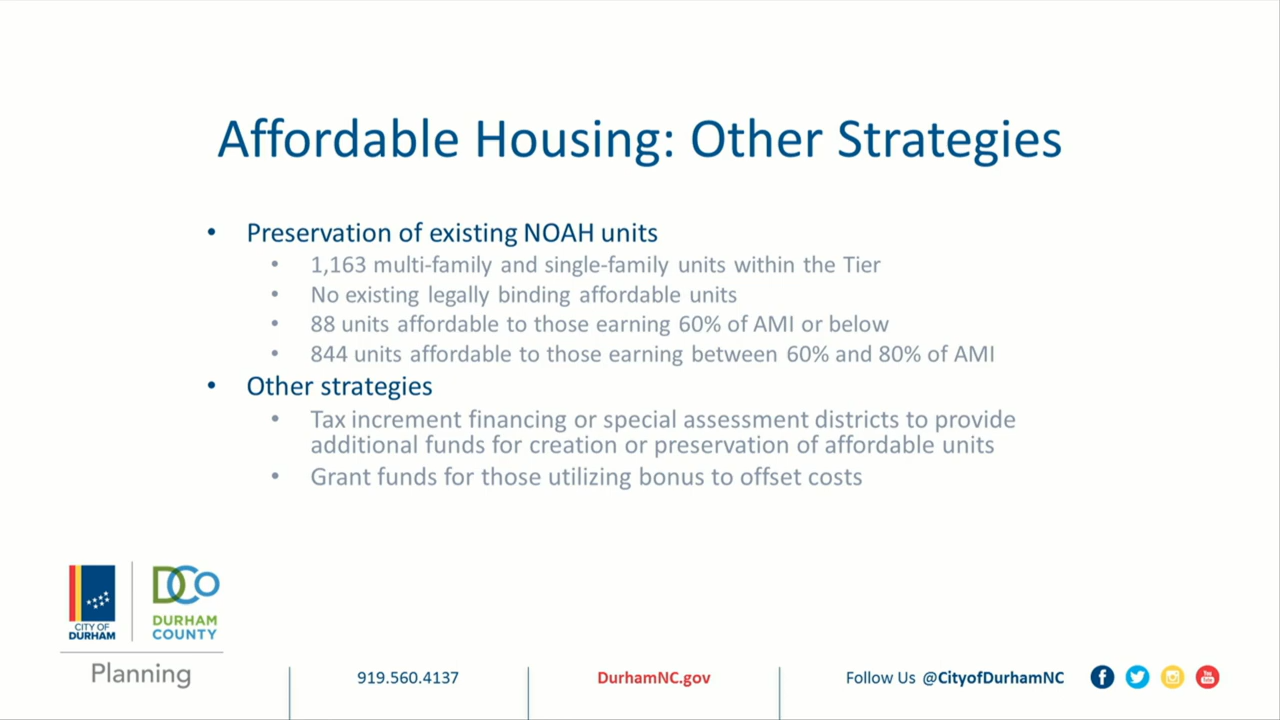 Affordable Housing: Other Strategies
• Preservation of existing NOAH units
• 1,163 multi-family and single-family units within the Tier
• No existing legally binding affordable units
• 88 units affordable to those earning 60% of AMI or below
• 844 units affordable to those earning between 60% and 80% of AMI
• Other strategies
• Tax increment financing or special assessment districts to provide
additional funds for creation or preservation of affordable units
• Grant funds for those utilizing bonus to offset costs
CITY OF
DURHAM
DCO
DURHAM
COUNTY
Planning
919.560.4137
DurhamNC.gov
Follow Us @CityofDurhamNC
You
Tube